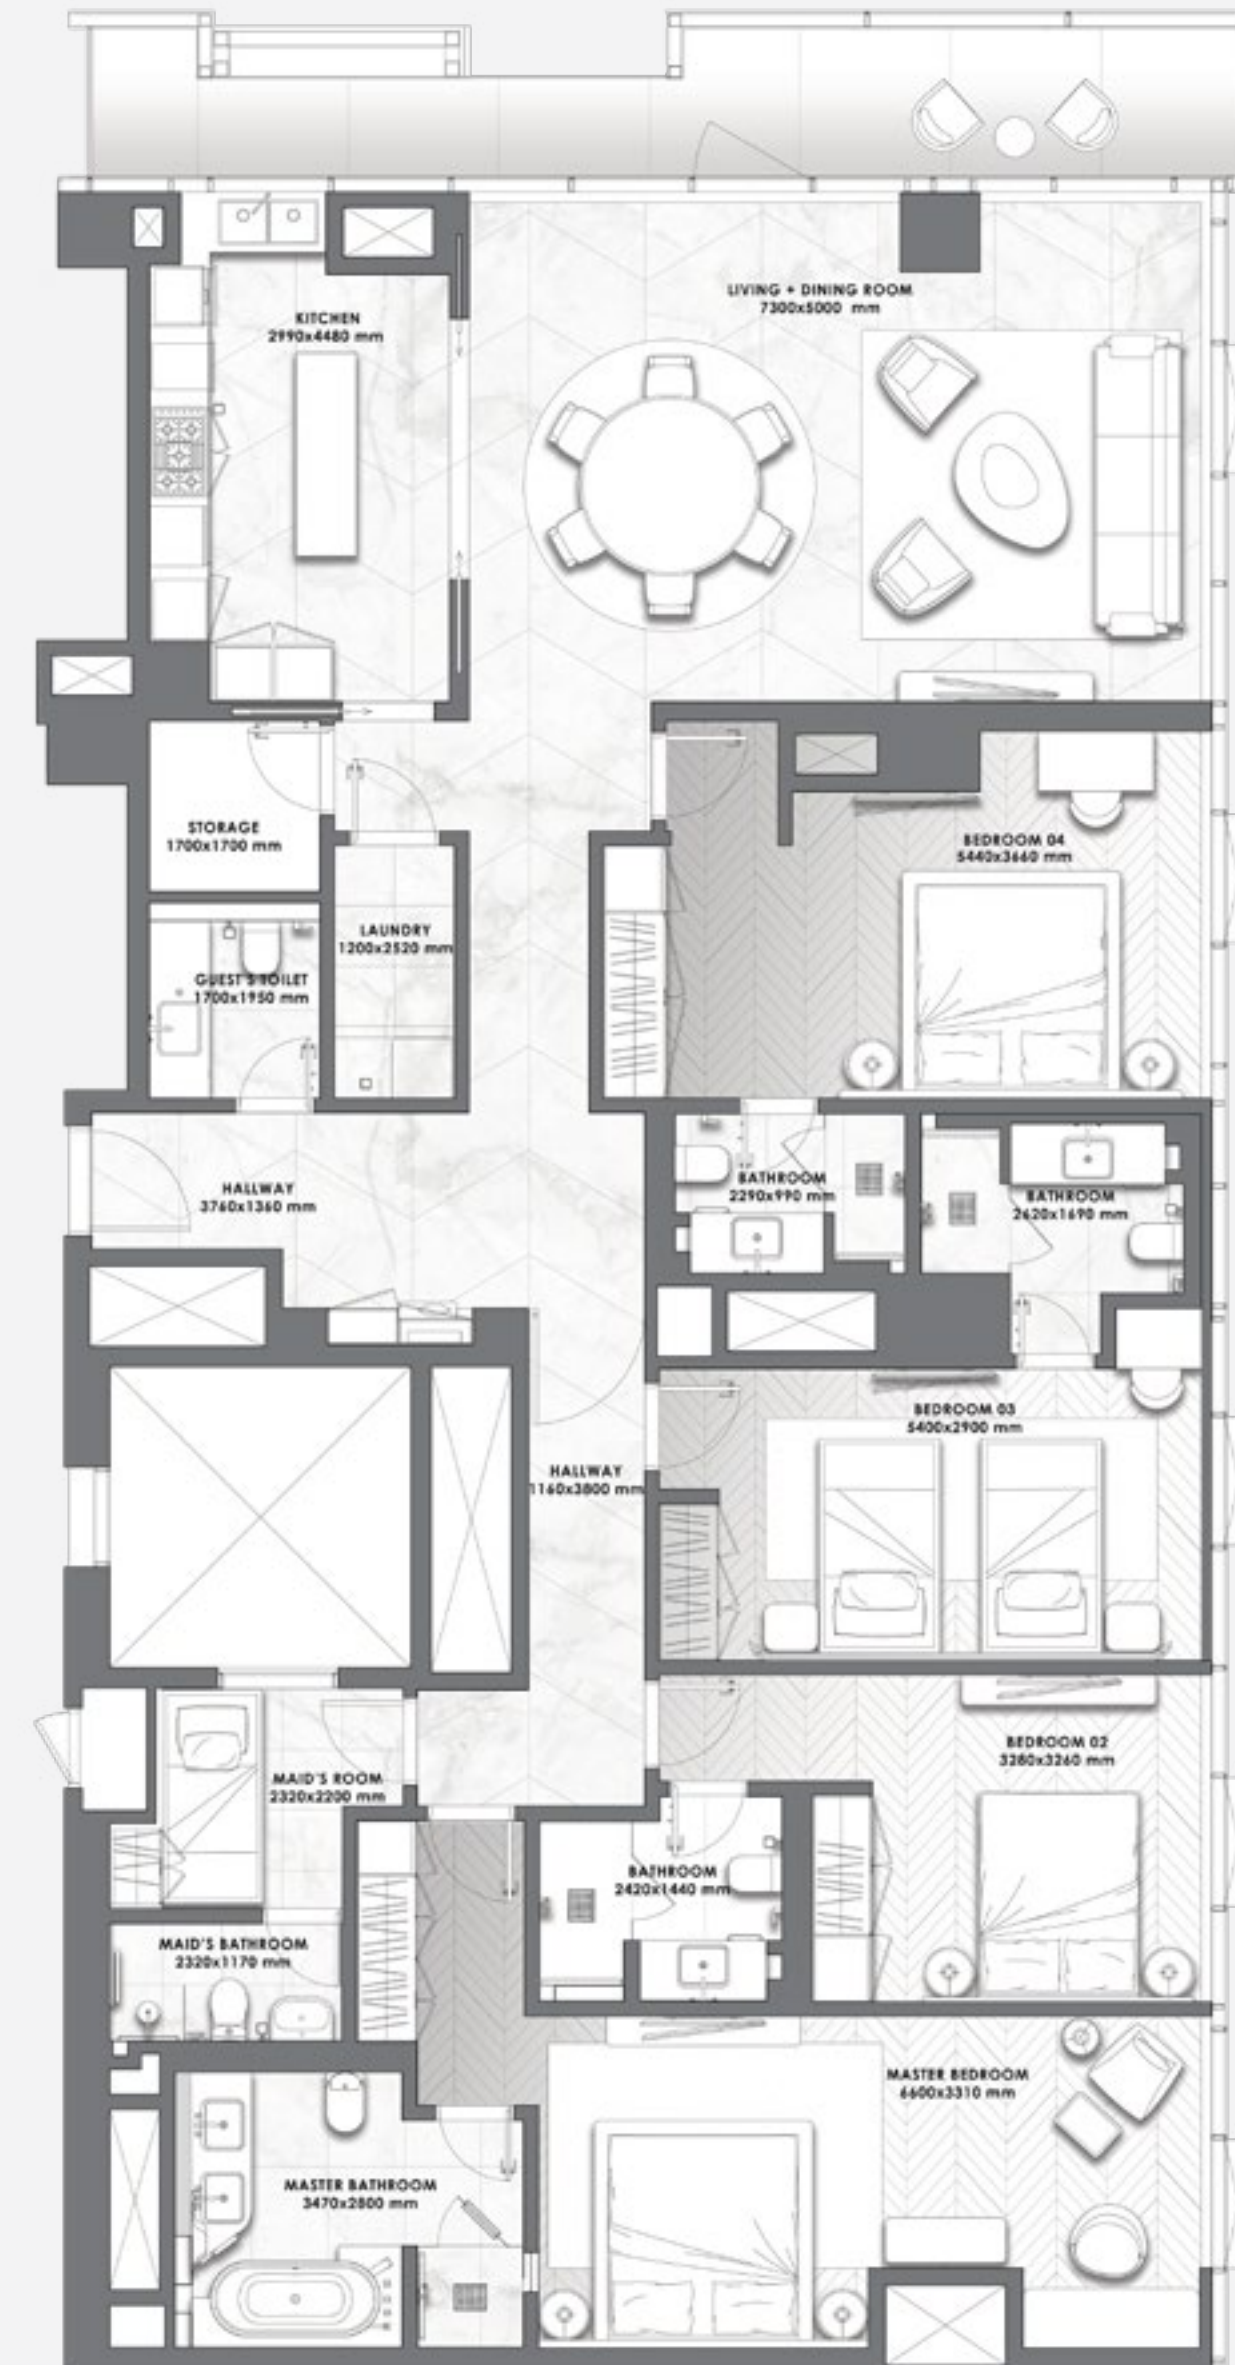 LIVING + DINING ROOM
7300x5000 mm
KITCHEN
2990x4480 mm
STORAGE
1700x1700 mm
BEDROOM 04
5440x3660 mm
LAUNDRY
1200x2520 mm
GUEST'S TOILET
1700x1950 mm
HALLWAY
3760x1360 mm
BATHROOM
2290x990 mm
BATHROOM
2620x1690 mm
BEDROOM 03
5400x2900 mm
HALLWAY
1160x3800 mm
BEDROOM 02
3280x3260 mm
MAID'S ROOM
2320x2200 mm
BATHROOM
2420x1440 mm
MAID'S BATHROOM
2320x1170 mm
MASTER BEDROOM
6600x3310 mm
MASTER BATHROOM
3470x2800 mm